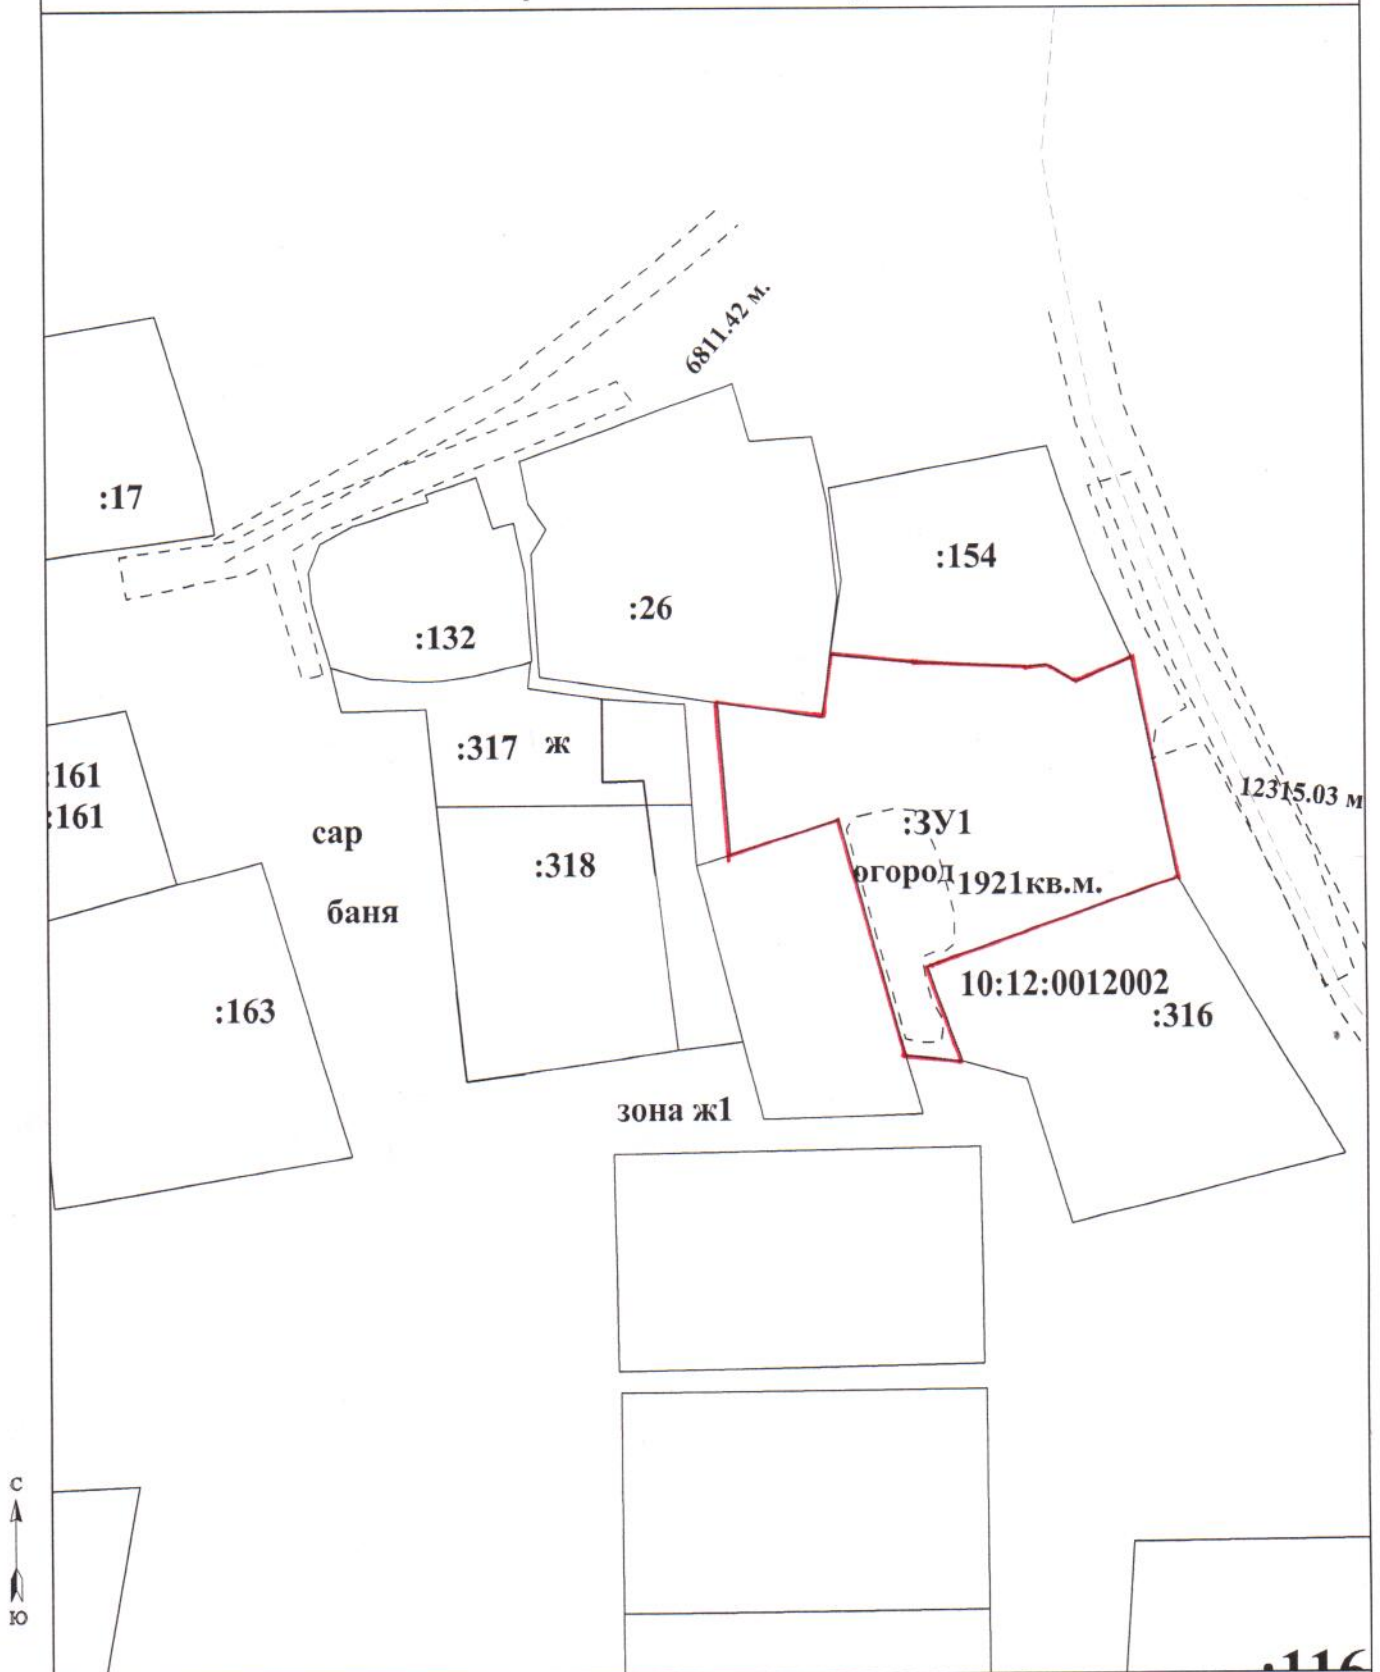 6811.42 м.
:17
:154
:26
:132
:317 ж
:161
:161
12315.03 м
сар
:ЗУ1
:318
огород 1921кв.м.
баня
10:12:0012002
:316
:163
зона ж1
с
ю
:116